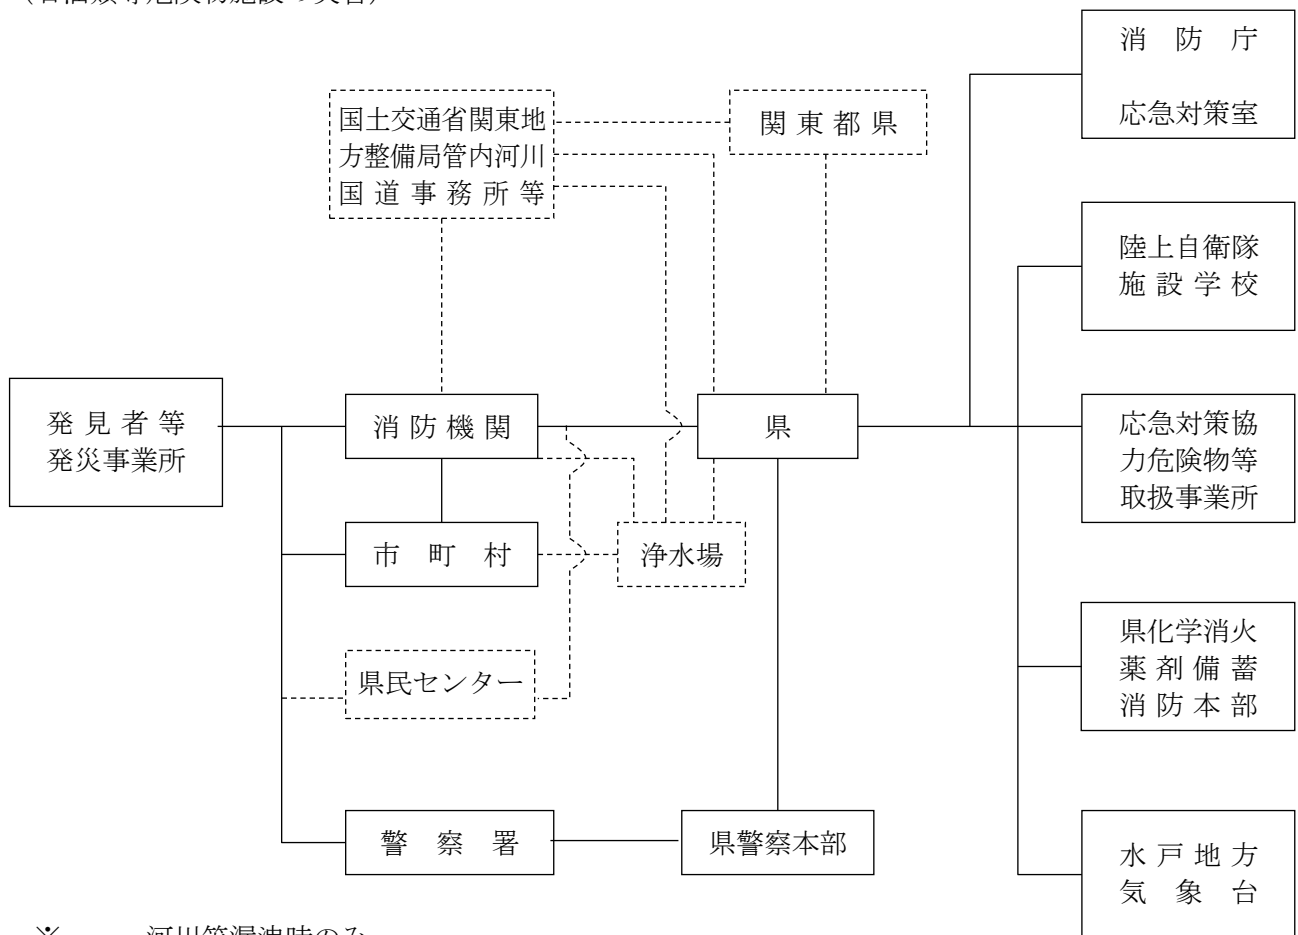 消防庁
応急対策室
国土交通省関東地
方整備局管内河川
国道事務所等
関東都県
陸上自衛隊
施設学校
発見者等
発災事業所
消防機関
県
応急対策協
力危険物等
取扱事業所
市町村
浄水場
県民センター
県化学消火
薬剤備蓄
消防本部
警察署
県警察本部
水戸地方
気象台